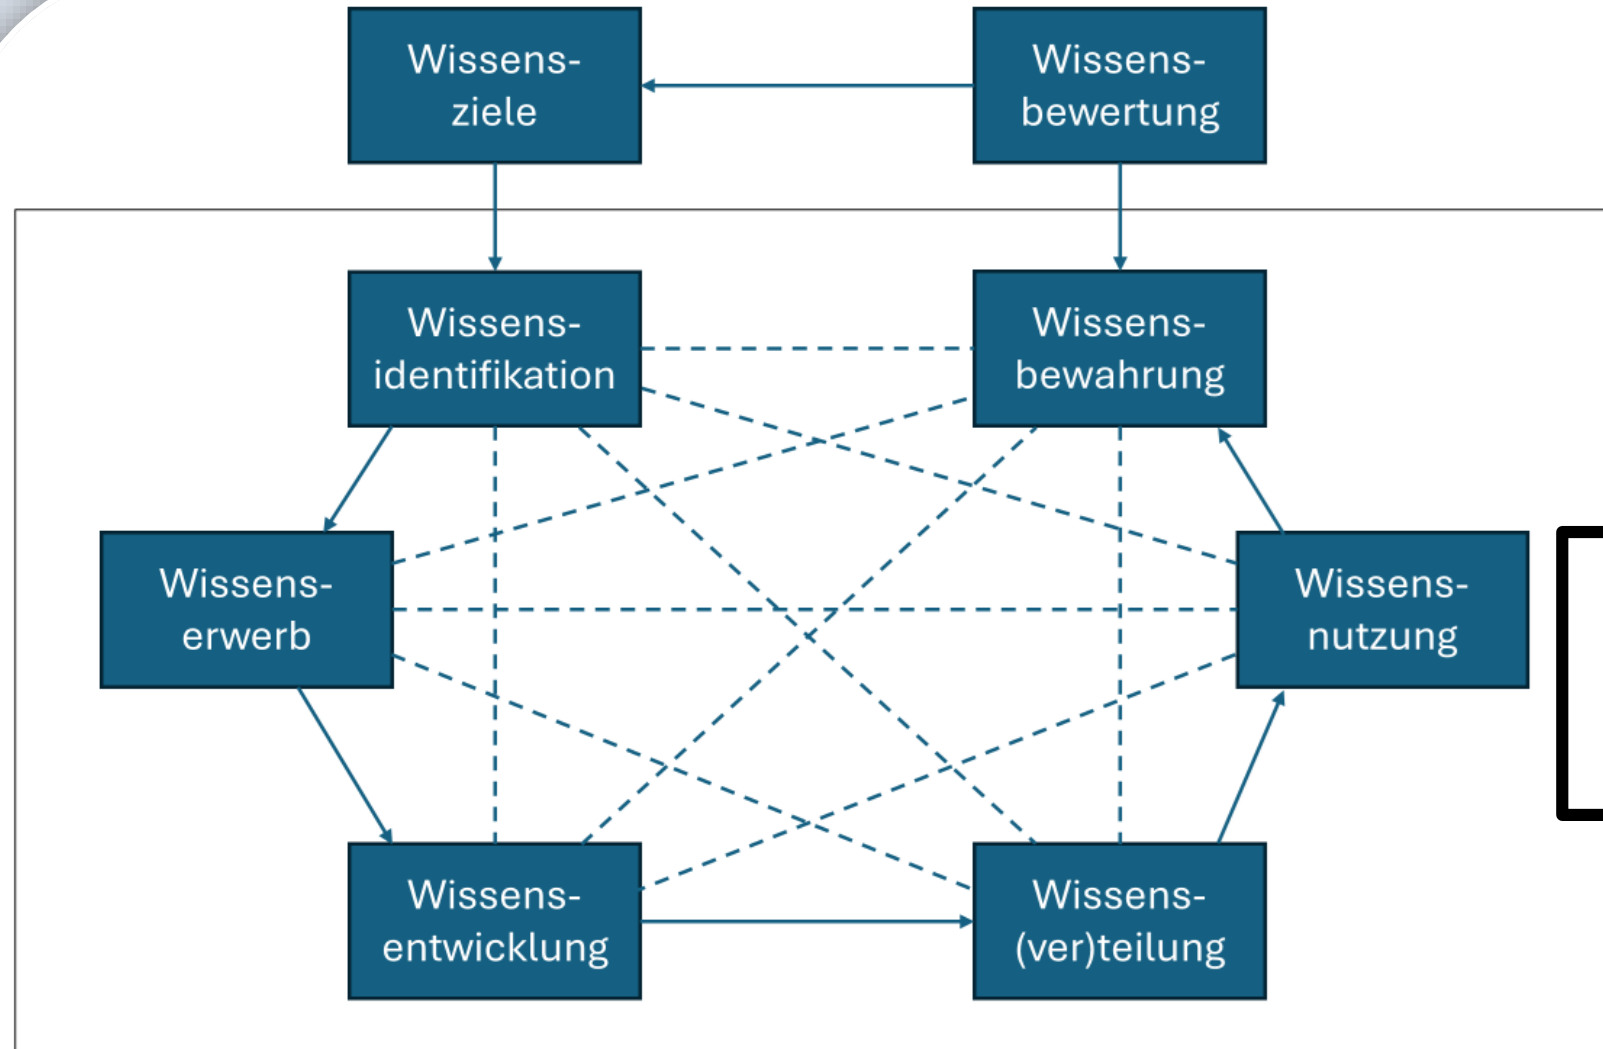 Wissens-
ziele
Wissens-
bewertung
Wissens-
identifikation
Wissens-
bewahrung
Wissens-
erwerb
Wissens-
nutzung
Wissens-
entwicklung
Wissens-
(ver)teilung